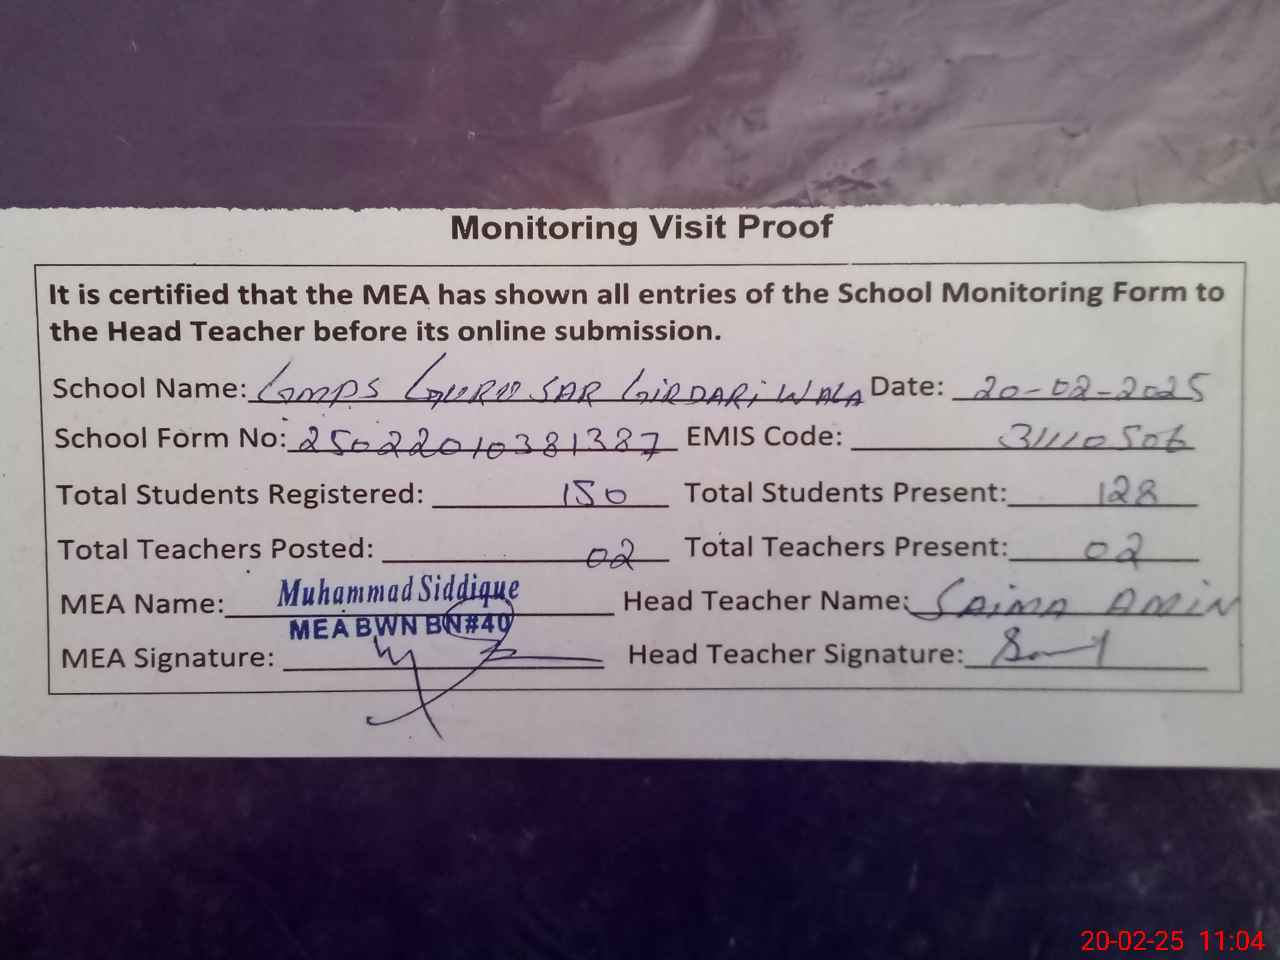 Monitoring Visit Proof
It is certified that the MEA has shown all entries of the School Monitoring Form to
the Head Teacher before its online submission.
School Name: GMPS GURU SAR GIRDARI WALA Date: 20-02-2025
School Form No: 25022010381387 EMIS Code: 31110506
Total Students Registered: 150 Total Students Present: 128
Total Teachers Posted: 02 Total Teachers Present: 02
MEA Name: Muhammad Siddique Head Teacher Name: SAIMA AMIN
MEA BWN BN#40
MEA Signature: Head Teacher Signature:
20-02-25 11:04